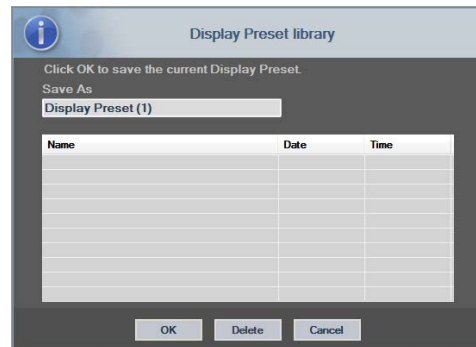 Display Preset library
Click OK to save the current Display Preset.
Save As
Display Preset (1)
Name Date Time
OK Delete Cancel